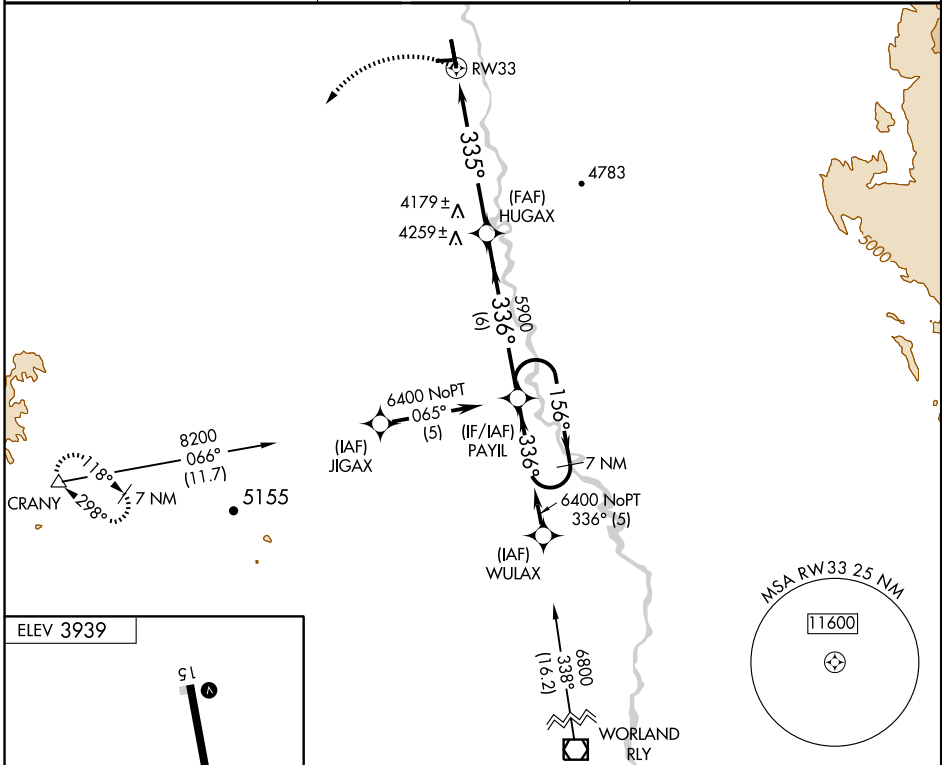 RW33
335°
4783
(FAF)
HUGAX
4179±
4259±
5000
5900
336°
(6)
6400 NoPT
065°
(5)
(IAF)
JIGAX
(IF/IAF)
PAYIL
156°
336°
7 NM
8200
066°
(11.7)
CRANY
118°
298°
7 NM
5155
6400 NoPT
336° (5)
(IAF)
WULAX
MSA RW33 25 NM
11600
6800
338°
(16.2)
WORLAND
RLY
ELEV 3939
15
V